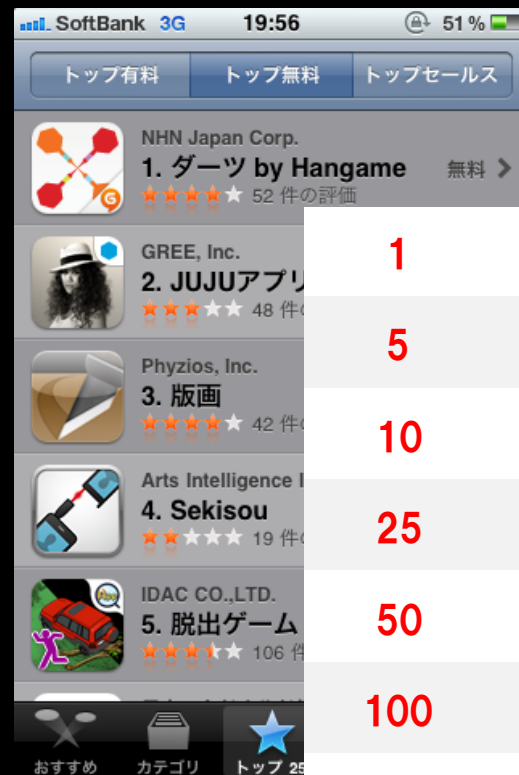 SoftBank 3G 19:56 51 %
トップ有料 トップ無料 トップセールス
NHN Japan Corp.
1. ダーツ by Hangame 無料
52 件の評価
GREE, Inc.
2. JUJUアプリ
48 件
Phyzios, Inc.
3. 版画
42 件
Arts Intelligence
4. Sekisou
19 件
IDAC CO.,LTD.
5. 脱出ゲーム
106 件
おすすめ カテゴリ トップ 25
1
5
10
25
50
100